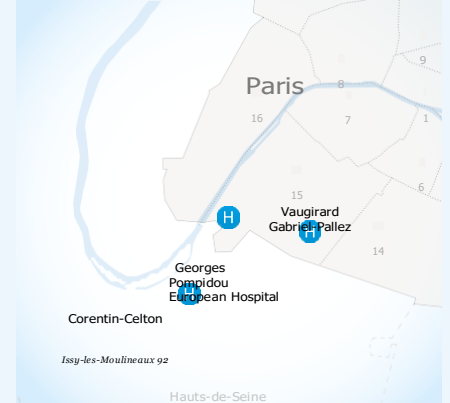 9
Paris
8
16
7
1
6
15
Vaugirard
Gabriel-Pallez
H
H
14
Georges
Pompidou
European Hospital
H
Corentin-Celton
Issy-les-Moulineaux 92
Hauts-de-Seine